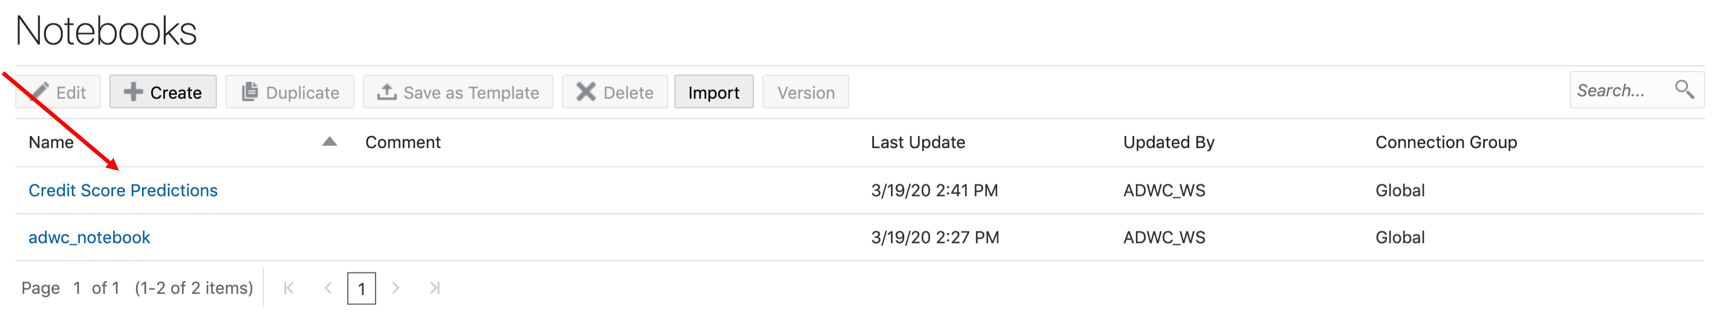 Notebooks
Edit Create Duplicate Save as Template Delete Import Version Search...
Name Comment Last Update Updated By Connection Group
Credit Score Predictions 3/19/20 2:41 PM ADWC_WS Global
adwc_notebook 3/19/20 2:27 PM ADWC_WS Global
Page 1 of 1 (1-2 of 2 items) 1